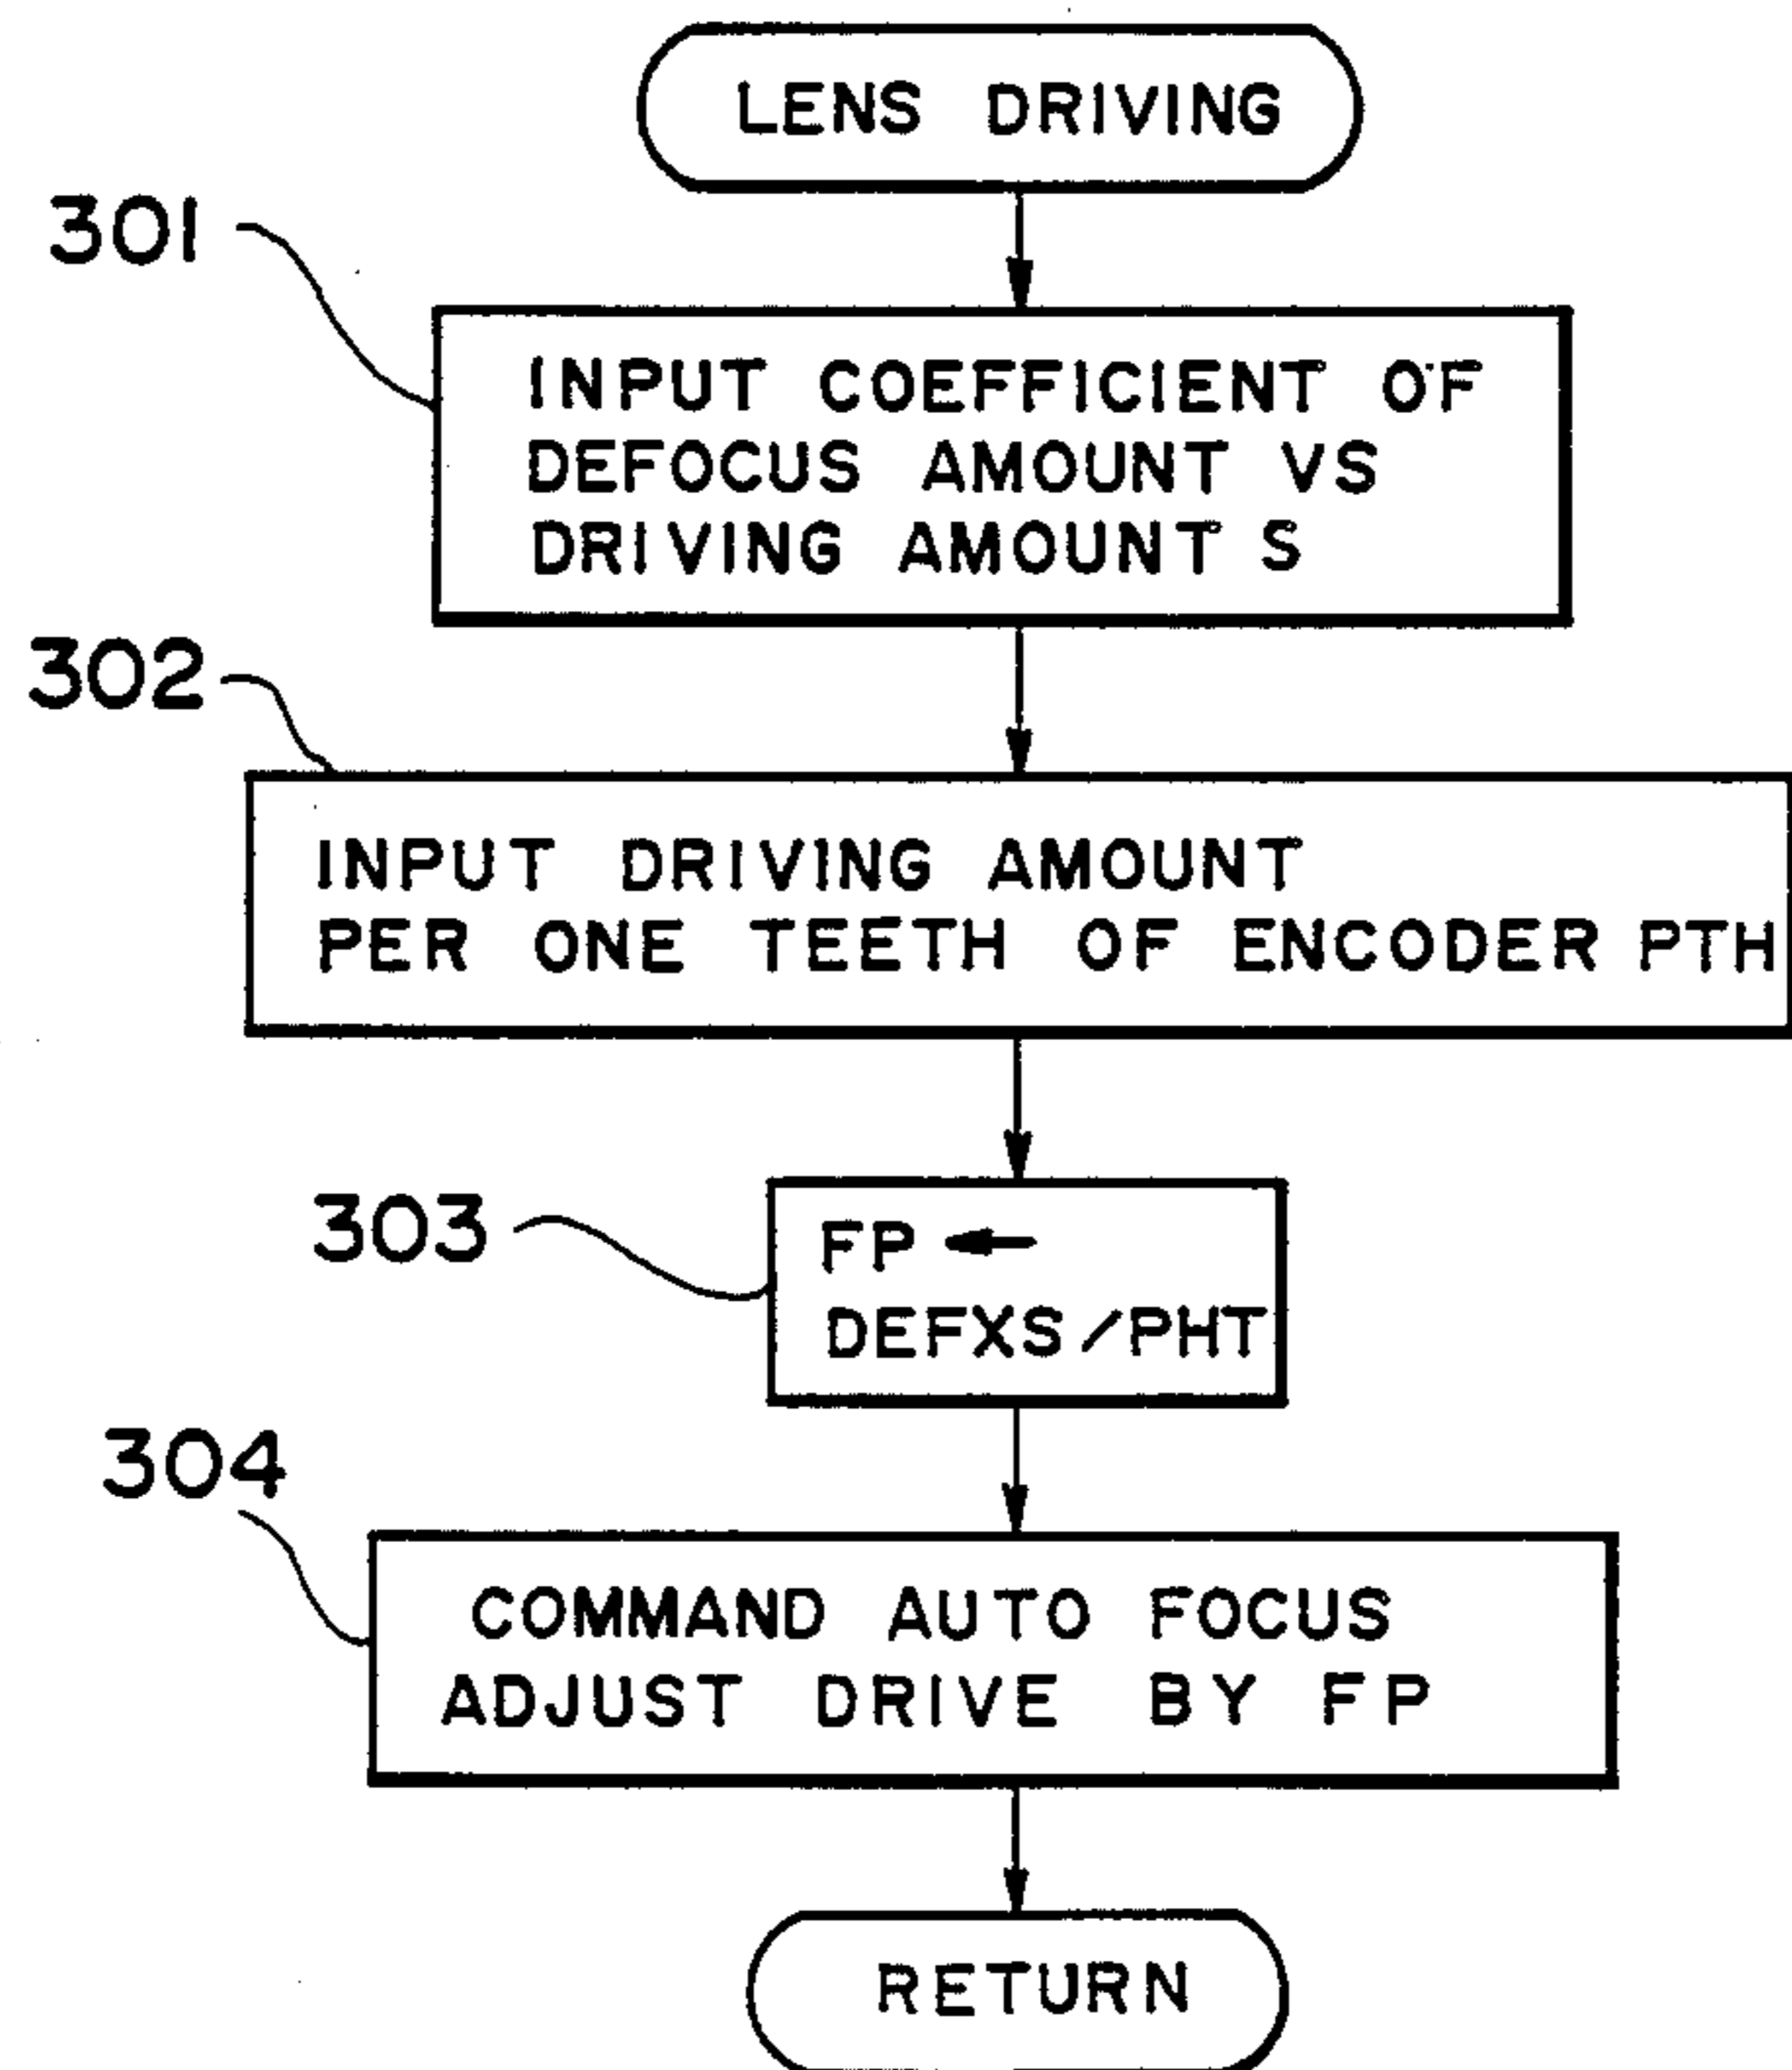 LENS DRIVING
301
INPUT COEFFICIENT OF
DEFOCUS AMOUNT VS
DRIVING AMOUNT S
302
INPUT DRIVING AMOUNT
PER ONE TEETH OF ENCODER PTH
303
FP ←
DEFXS/PHT
304
COMMAND AUTO FOCUS
ADJUST DRIVE BY FP
RETURN